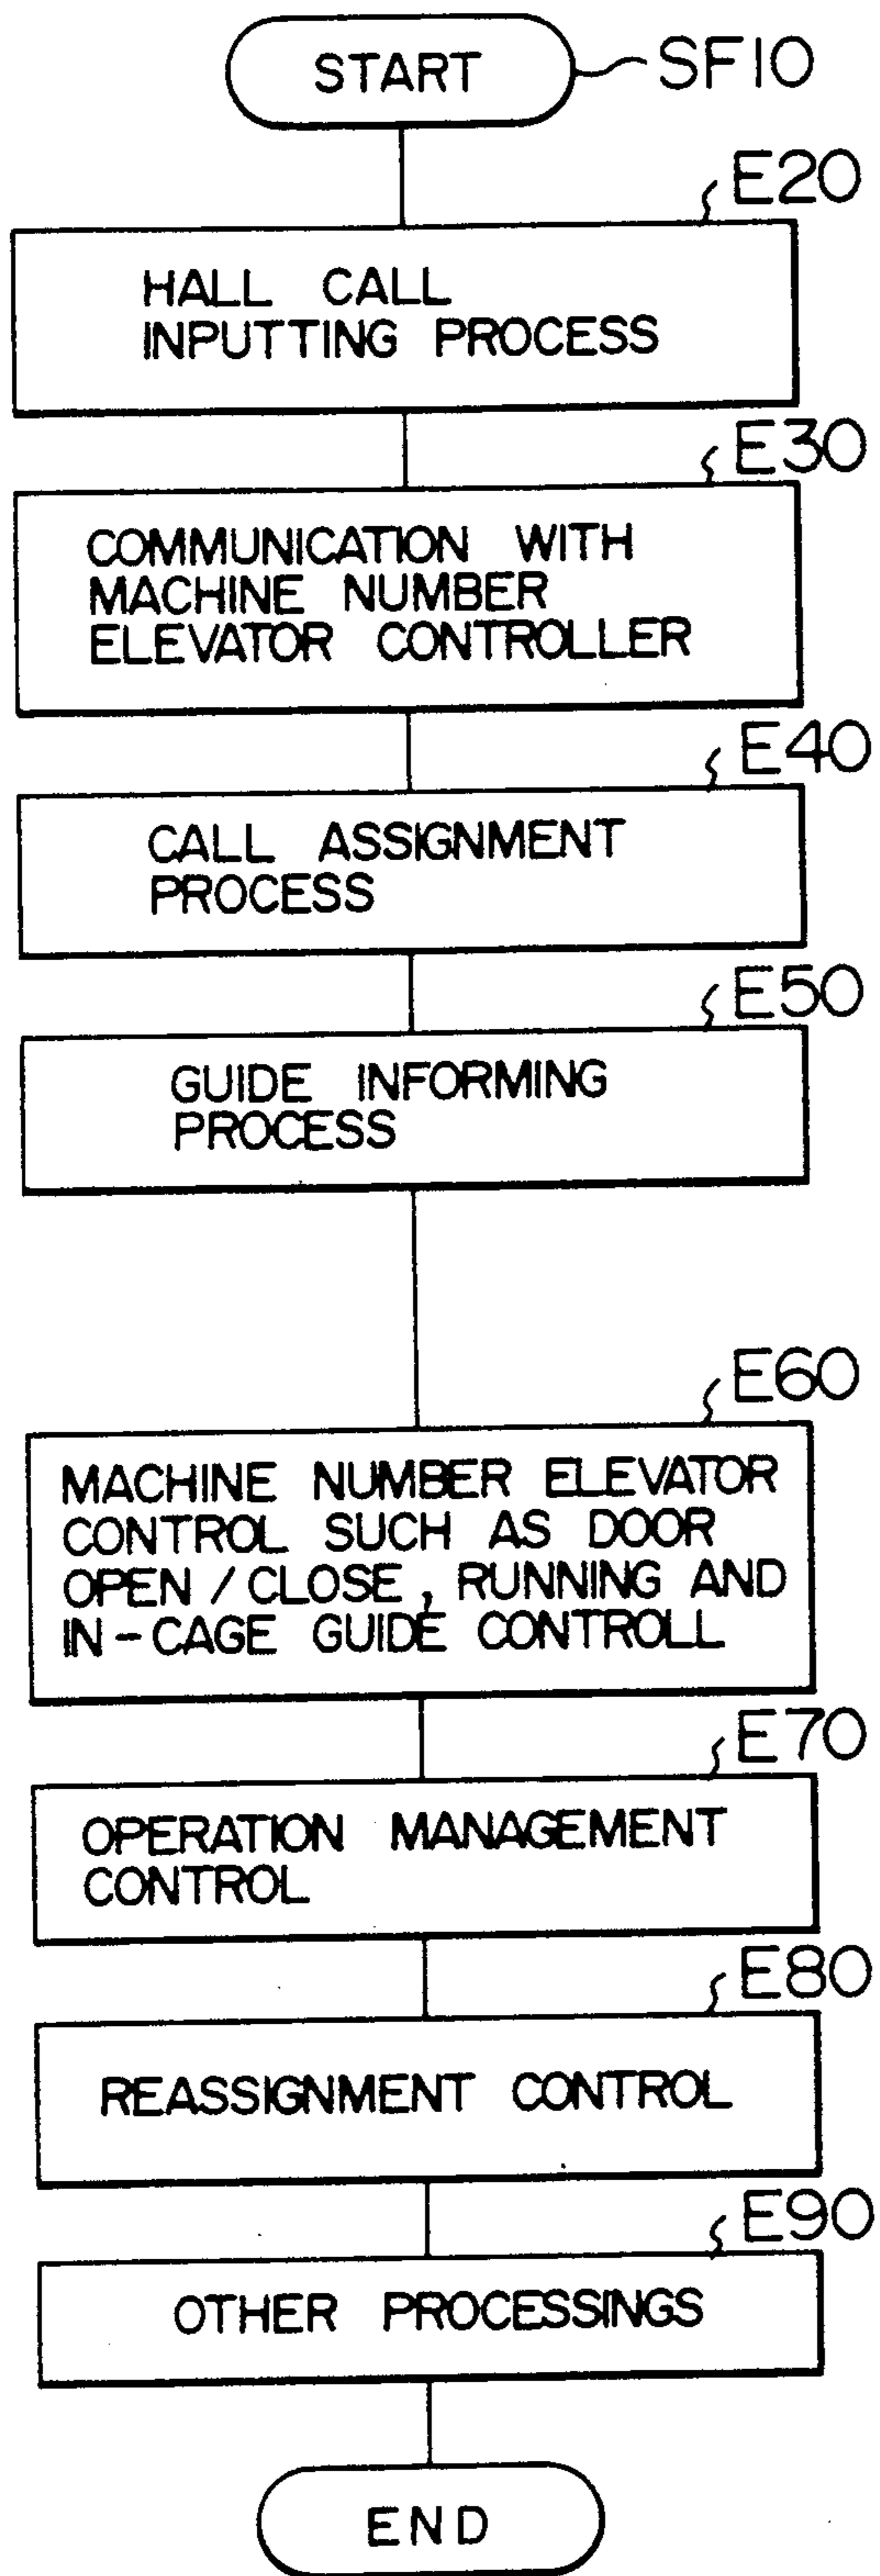 START
SF10
E20
HALL CALL
INPUTTING PROCESS
E30
COMMUNICATION WITH
MACHINE NUMBER
ELEVATOR CONTROLLER
E40
CALL ASSIGNMENT
PROCESS
E50
GUIDE INFORMING
PROCESS
E60
MACHINE NUMBER ELEVATOR
CONTROL SUCH AS DOOR
OPEN / CLOSE, RUNNING AND
IN-CAGE GUIDE CONTROLL
E70
OPERATION MANAGEMENT
CONTROL
E80
REASSIGNMENT CONTROL
E90
OTHER PROCESSINGS
END